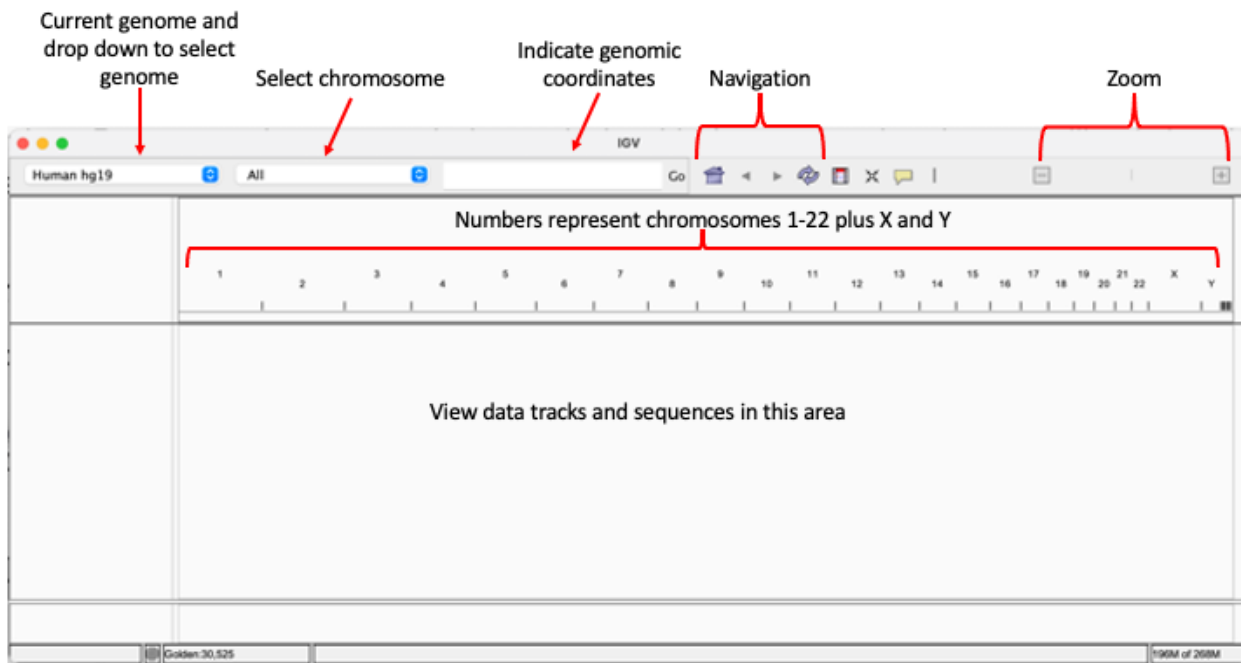 Current genome and
drop down to select
genome
Select chromosome
Indicate genomic
coordinates
Navigation
Zoom
IGV
Human hg19
All
Go
Numbers represent chromosomes 1-22 plus X and Y
1 2 3 4 5 6 7 8 9 10 11 12 13 14 15 16 17 18 19 20 21 22 X Y
View data tracks and sequences in this area
Golden:30,525
196M of 268M